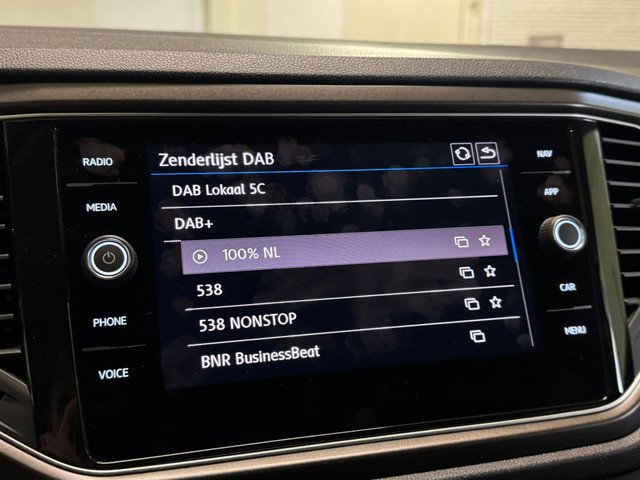 RADIO
MEDIA
PHONE
VOICE
Zenderlijst DAB
DAB Lokaal 5C
DAB+
100% NL
538
538 NONSTOP
BNR BusinessBeat
NAV
APP
CAR
MENU